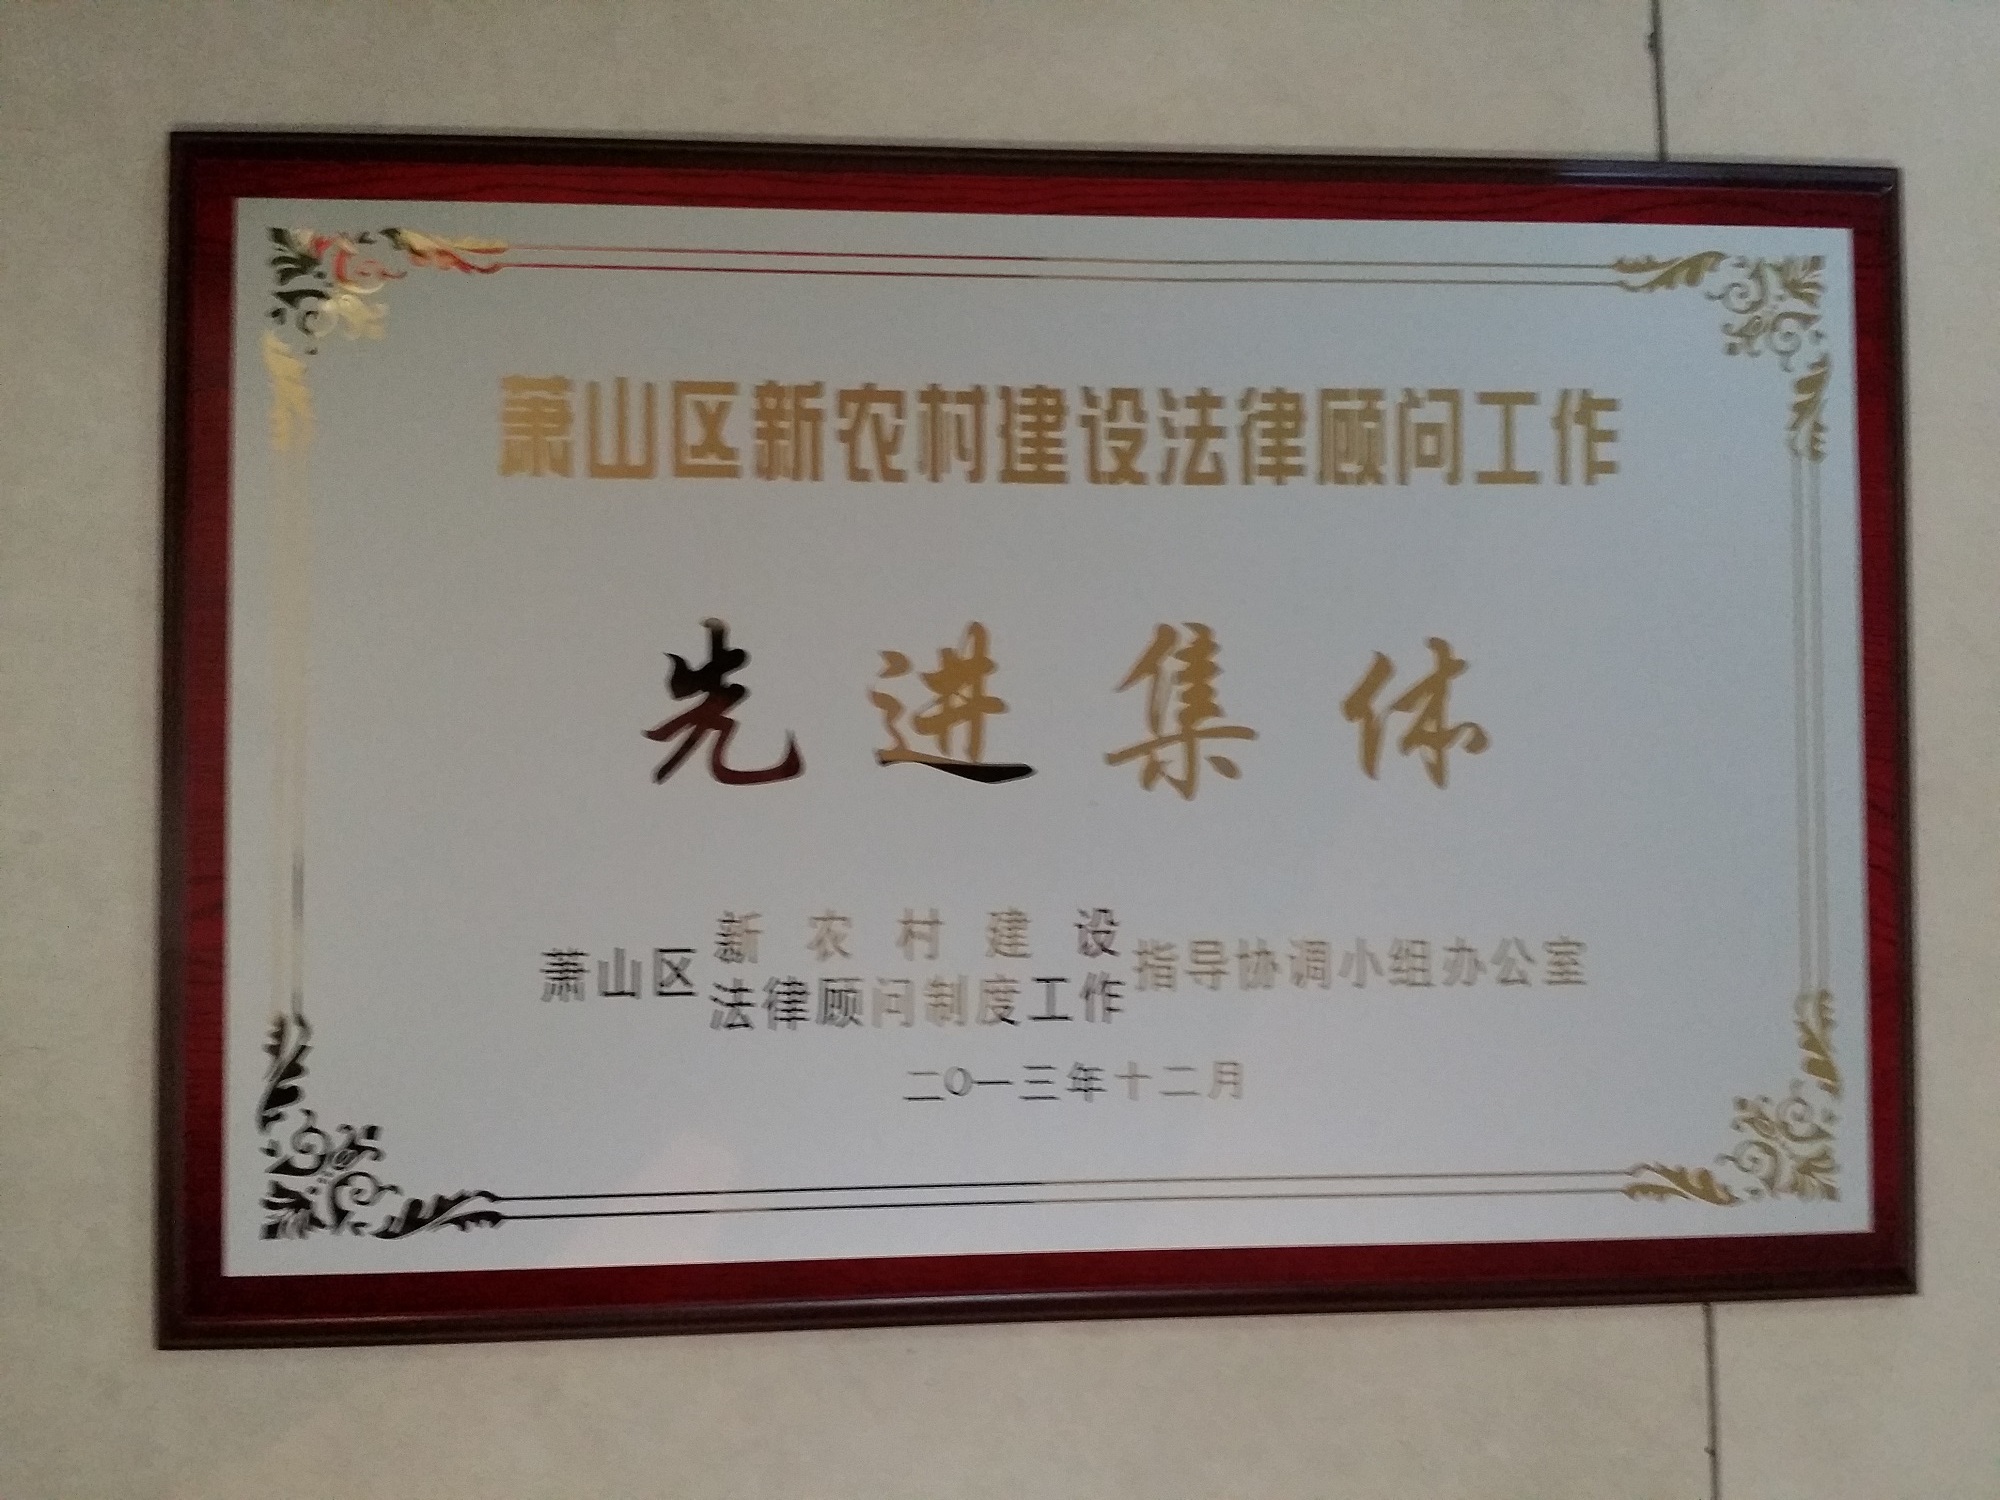 萧山区新农村建设法律顾问工作
先进集体
萧山区新农村建设法律顾问制度工作指导协调小组办公室
二〇一三年十二月